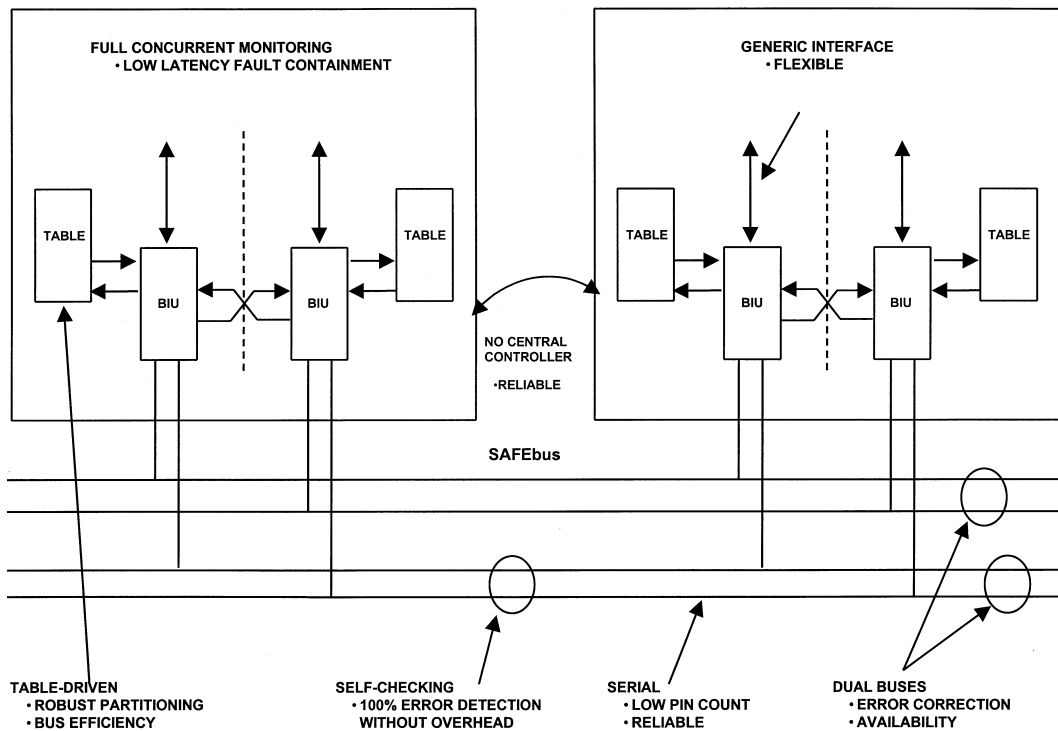 FULL CONCURRENT MONITORING
• LOW LATENCY FAULT CONTAINMENT
GENERIC INTERFACE
• FLEXIBLE
TABLE
BIU
BIU
TABLE
TABLE
BIU
BIU
TABLE
NO CENTRAL
CONTROLLER
•RELIABLE
SAFEbus
TABLE-DRIVEN
• ROBUST PARTITIONING
• BUS EFFICIENCY
SELF-CHECKING
• 100% ERROR DETECTION
WITHOUT OVERHEAD
SERIAL
• LOW PIN COUNT
• RELIABLE
DUAL BUSES
• ERROR CORRECTION
• AVAILABILITY